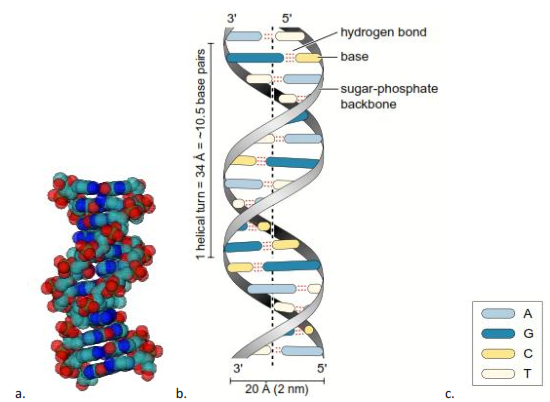 3'
5'
hydrogen bond
base
sugar-phosphate
backbone
1 helical turn = 34 Å = ~10.5 base pairs
3'
5'
20 Å (2 nm)
A
G
C
T
a.
b.
c.